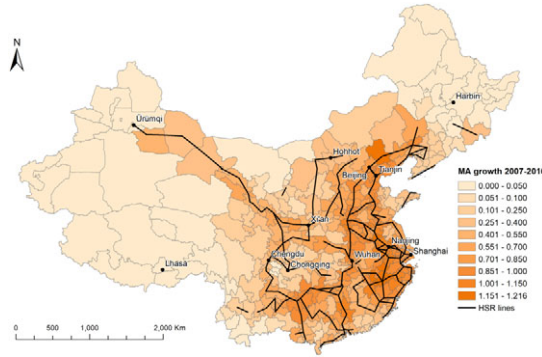 N
Harbin
Ürümqi
Hohhot
Beijing
Tianjin
Xi'an
Nanjing
Shanghai
Chengdu
Chongqing
Wuhan
Lhasa
0 500 1,000 2,000 Km
MA growth 2007-2016
0.000 - 0.050
0.051 - 0.100
0.101 - 0.250
0.251 - 0.400
0.401 - 0.550
0.551 - 0.700
0.701 - 0.850
0.851 - 1.000
1.001 - 1.150
1.151 - 1.216
HSR lines